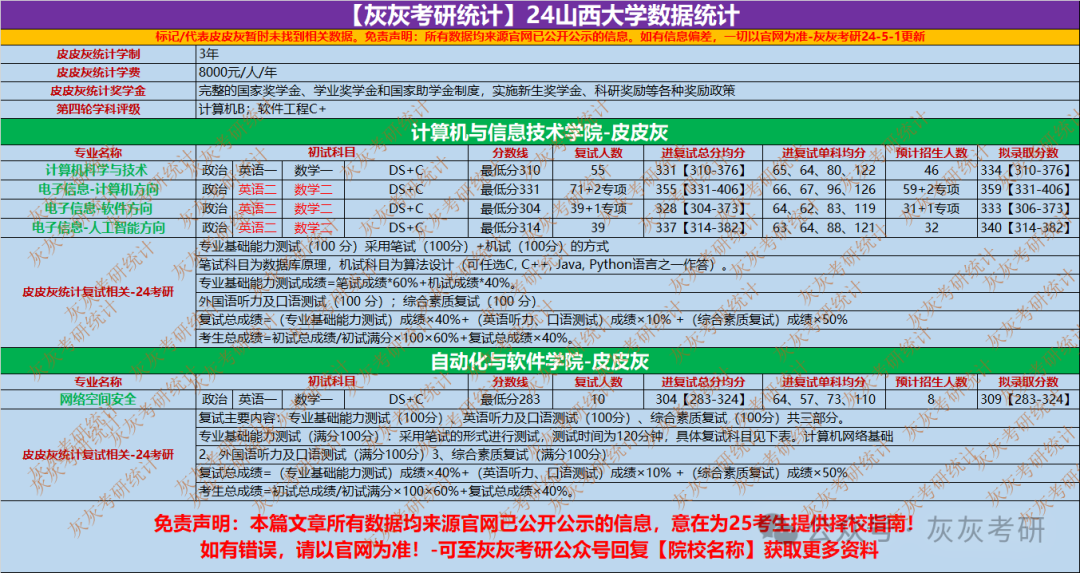 【灰灰考研统计】24山西大学数据统计
标记/代表皮皮灰暂时未找到相关数据。免责声明：所有数据均来源官网已公开公示的信息。如有信息偏差，一切以官网为准-灰灰考研24-5-1更新
皮皮灰统计学制 3年
皮皮灰统计学费 8000元/人/年
皮皮灰统计奖学金 完整的国家奖学金、学业奖学金和国家助学金制度，实施新生奖学金、科研奖励等各种奖励政策
第四轮学科评级 计算机B；软件工程C+
计算机与信息技术学院-皮皮灰
专业名称 初试科目 分数线 复试人数 进复试总分均分 进复试单科均分 预计招生人数 拟录取分数
计算机科学与技术 政治 英语一 数学一 DS+C 最低分310 55 331【310-376】 65、64、80、122 46 334【310-376】
电子信息-计算机方向 政治 英语二 数学二 DS+C 最低分331 71+2专项 355【331-406】 66、67、96、126 59+2专项 359【331-406】
电子信息-软件方向 政治 英语二 数学二 DS+C 最低分304 39+1专项 328【304-373】 64、62、83、119 31+1专项 333【306-373】
电子信息-人工智能方向 政治 英语二 数学二 DS+C 最低分314 39 337【314-382】 63、64、88、121 32 340【314-382】
皮皮灰统计复试相关-24考研
专业基础能力测试（100 分）采用笔试（100分）+机试（100分）的方式
笔试科目为数据库原理，机试科目为算法设计（可任选C, C++, Java, Python语言之一作答）。
专业基础能力测试成绩=笔试成绩*60%+机试成绩*40%。
外国语听力及口语测试（100 分）；综合素质复试（100 分）
复试总成绩=（专业基础能力测试）成绩×40%+（英语听力、口语测试）成绩×10% +（综合素质复试）成绩×50%
考生总成绩=初试总成绩/初试满分×100×60%+复试总成绩×40%。
自动化与软件学院-皮皮灰
专业名称 初试科目 分数线 复试人数 进复试总分均分 进复试单科均分 预计招生人数 拟录取分数
网络空间安全 政治 英语一 数学一 DS+C 最低分283 10 304【283-324】 64、57、73、110 8 309【283-324】
皮皮灰统计复试相关-24考研
复试主要内容：专业基础能力测试（100分）、英语听力及口语测试（100分）、综合素质复试（100分）共三部分。
专业基础能力测试（满分100分）：采用笔试的形式进行测试，测试时间为120分钟，具体复试科目见下表。计算机网络基础
2、外国语听力及口语测试（满分100分）3、综合素质复试（满分100分）
复试总成绩=（专业基础能力测试）成绩×40%+（英语听力、口语测试）成绩×10% +（综合素质复试）成绩×50%
考生总成绩=初试总成绩/初试满分×100×60%+复试总成绩×40%。
免责声明：本篇文章所有数据均来源官网已公开公示的信息，意在为25考生提供择校指南！
如有错误，请以官网为准！-可至灰灰考研公众号回复【院校名称】获取更多资料
公众号 · 灰灰考研
灰灰考研统计